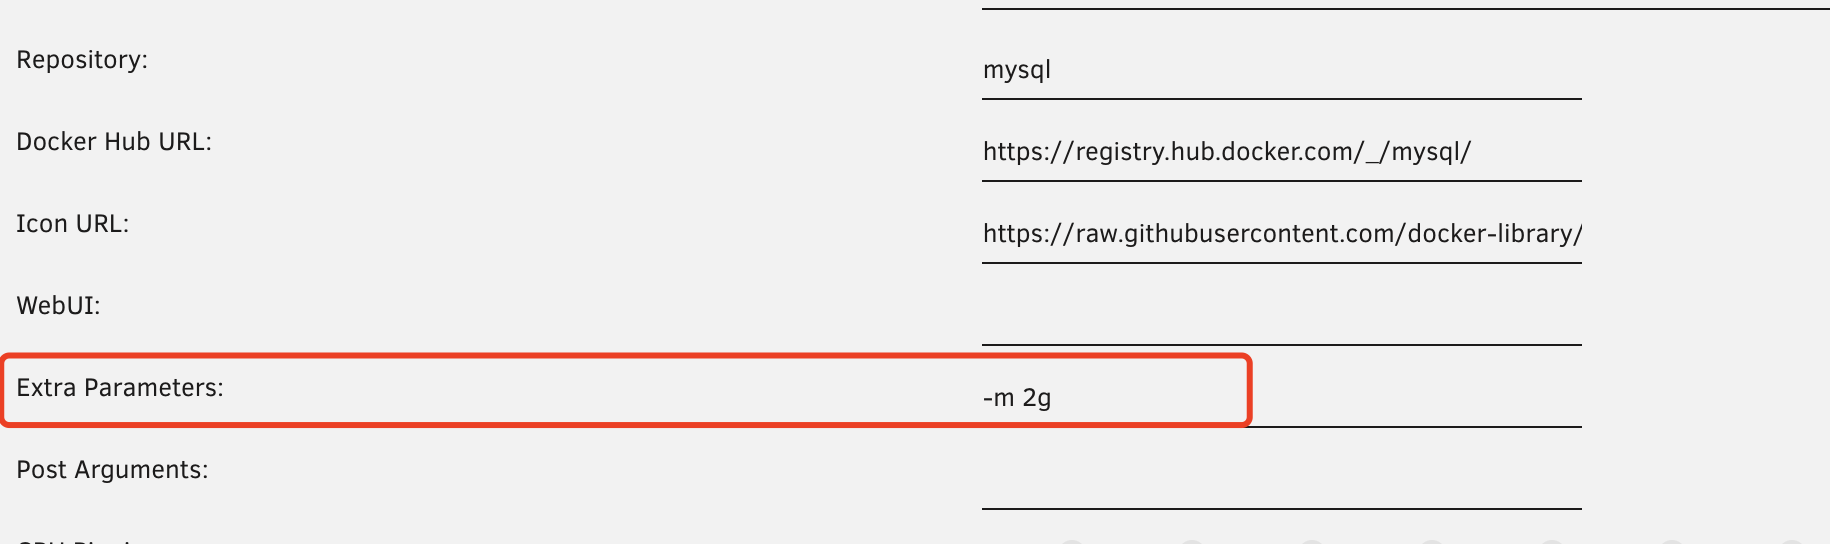 Repository:
mysql
Docker Hub URL:
https://registry.hub.docker.com/_/mysql/
Icon URL:
https://raw.githubusercontent.com/docker-library/
WebUI:
Extra Parameters:
-m 2g
Post Arguments: